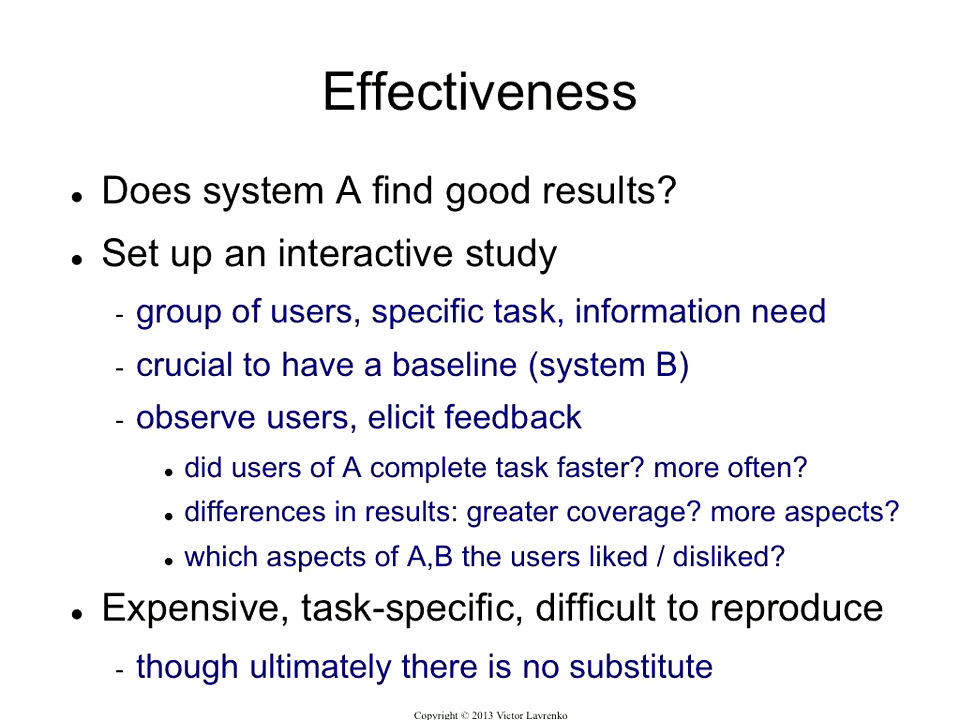 Effectiveness
● Does system A find good results?
● Set up an interactive study
- group of users, specific task, information need
- crucial to have a baseline (system B)
- observe users, elicit feedback
● did users of A complete task faster? more often?
● differences in results: greater coverage? more aspects?
● which aspects of A,B the users liked / disliked?
● Expensive, task-specific, difficult to reproduce
- though ultimately there is no substitute
Copyright © 2013 Victor Lavrenko